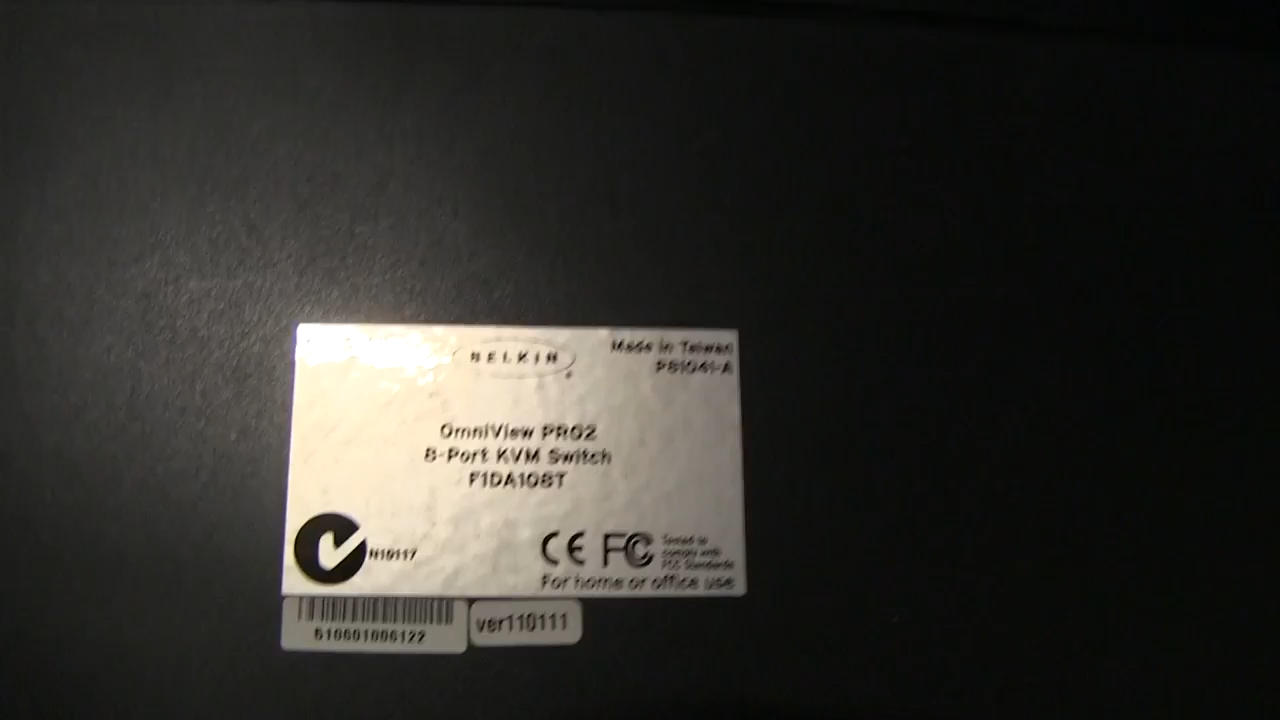 BELKIN
Made in Taiwan
P81041-A
OmniView PRO2
8-Port KVM Switch
F1DA108T
N10117
CE FC
Tested to
comply with
FCC Standards
For home or office use
610601006122
ver110111